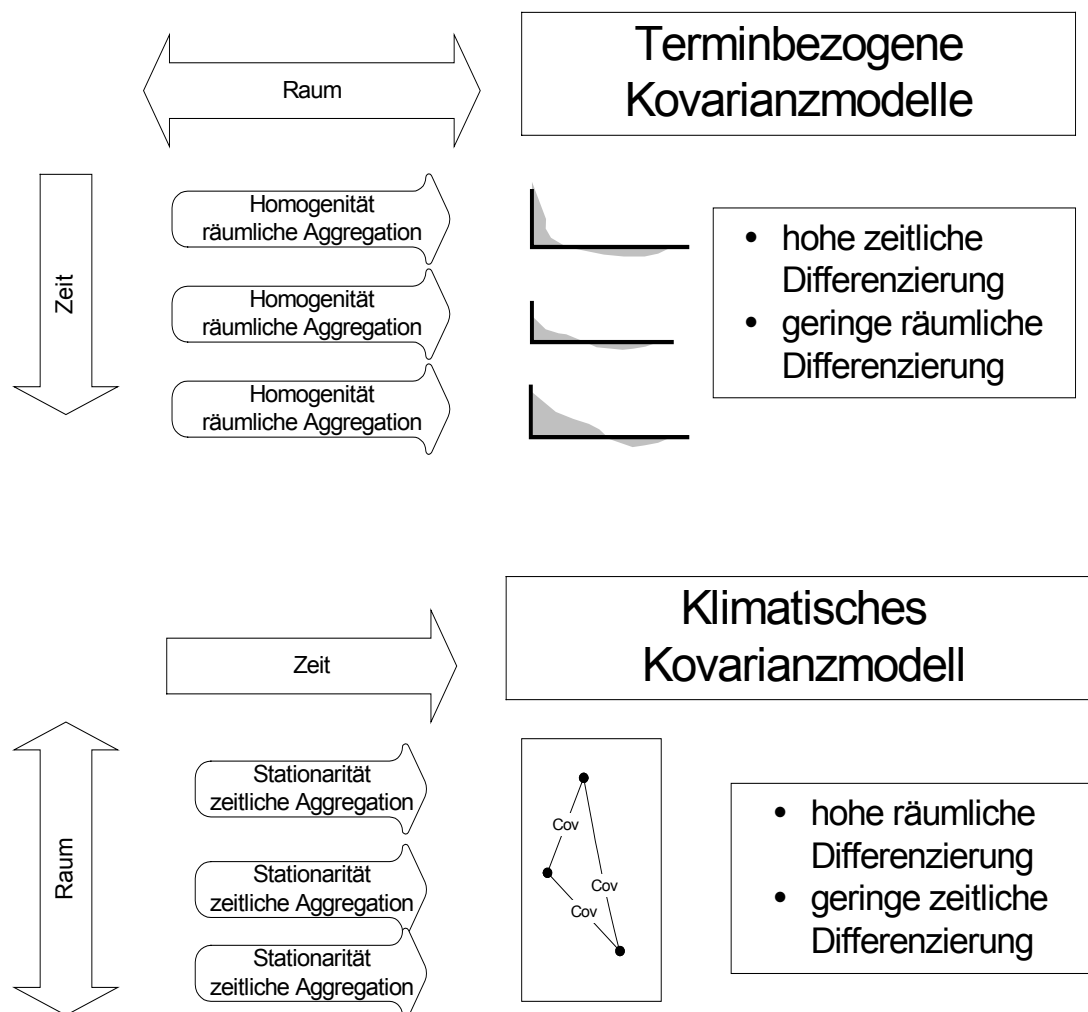 Raum
Terminbezogene
Kovarianzmodelle
Zeit
Homogenität
räumliche Aggregation
Homogenität
räumliche Aggregation
Homogenität
räumliche Aggregation
• hohe zeitliche
Differenzierung
• geringe räumliche
Differenzierung
Zeit
Klimatisches
Kovarianzmodell
Raum
Stationarität
zeitliche Aggregation
Stationarität
zeitliche Aggregation
Stationarität
zeitliche Aggregation
Cov
Cov
Cov
• hohe räumliche
Differenzierung
• geringe zeitliche
Differenzierung